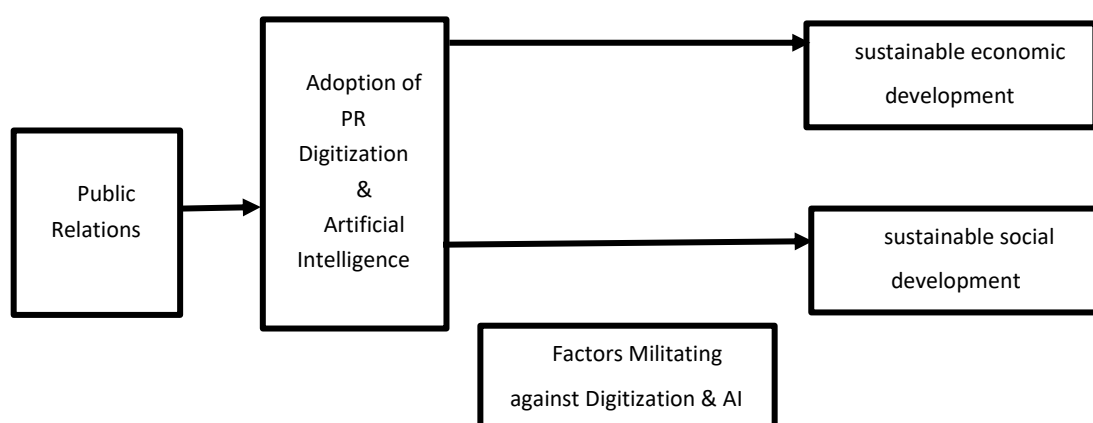 Public
Relations
Adoption of
PR
Digitization
&
Artificial
Intelligence
sustainable economic
development
sustainable social
development
Factors Militating
against Digitization & AI